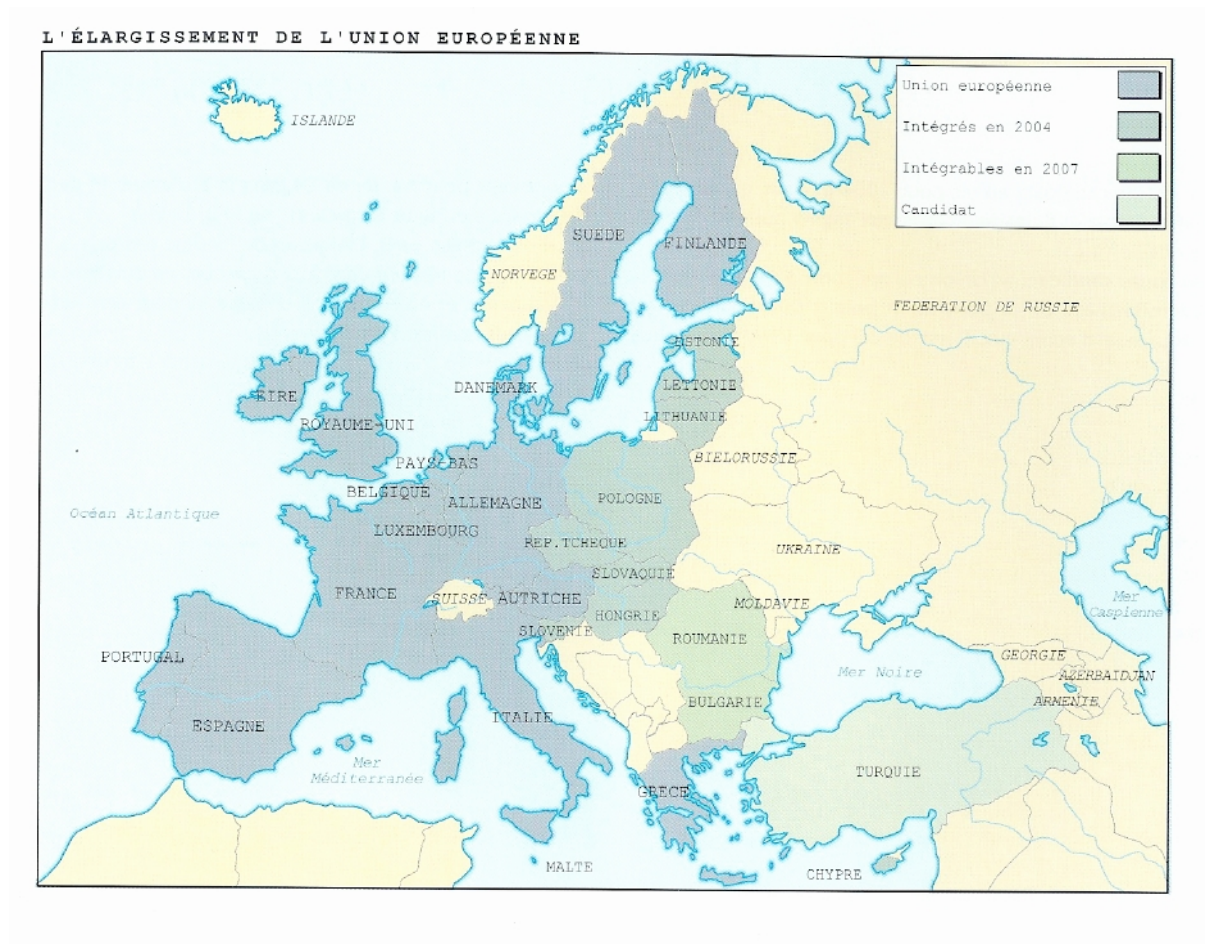 L'ÉLARGISSEMENT DE L'UNION EUROPÉENNE
Union européenne
Intégrés en 2004
Intégrables en 2007
Candidat
ISLANDE
SUEDE
FINLANDE
NORVEGE
FEDERATION DE RUSSIE
ESTONIE
DANEMARK
LETTONIE
EIRE
LITHUANIE
ROYAUME-UNI
BIELORUSSIE
PAYS-BAS
BELGIQUE
ALLEMAGNE
POLOGNE
Océan Atlantique
LUXEMBOURG
REP.TCHEQUE
UKRAINE
SLOVAQUIE
FRANCE
SUISSE
AUTRICHE
MOLDAVIE
Mer
Caspienne
HONGRIE
SLOVENIE
ROUMANIE
PORTUGAL
GEORGIE
Mer Noire
AZERBAIDJAN
ARMENIE
BULGARIE
ITALIE
ESPAGNE
Mer
Méditerranée
TURQUIE
GRECE
MALTE
CHYPRE